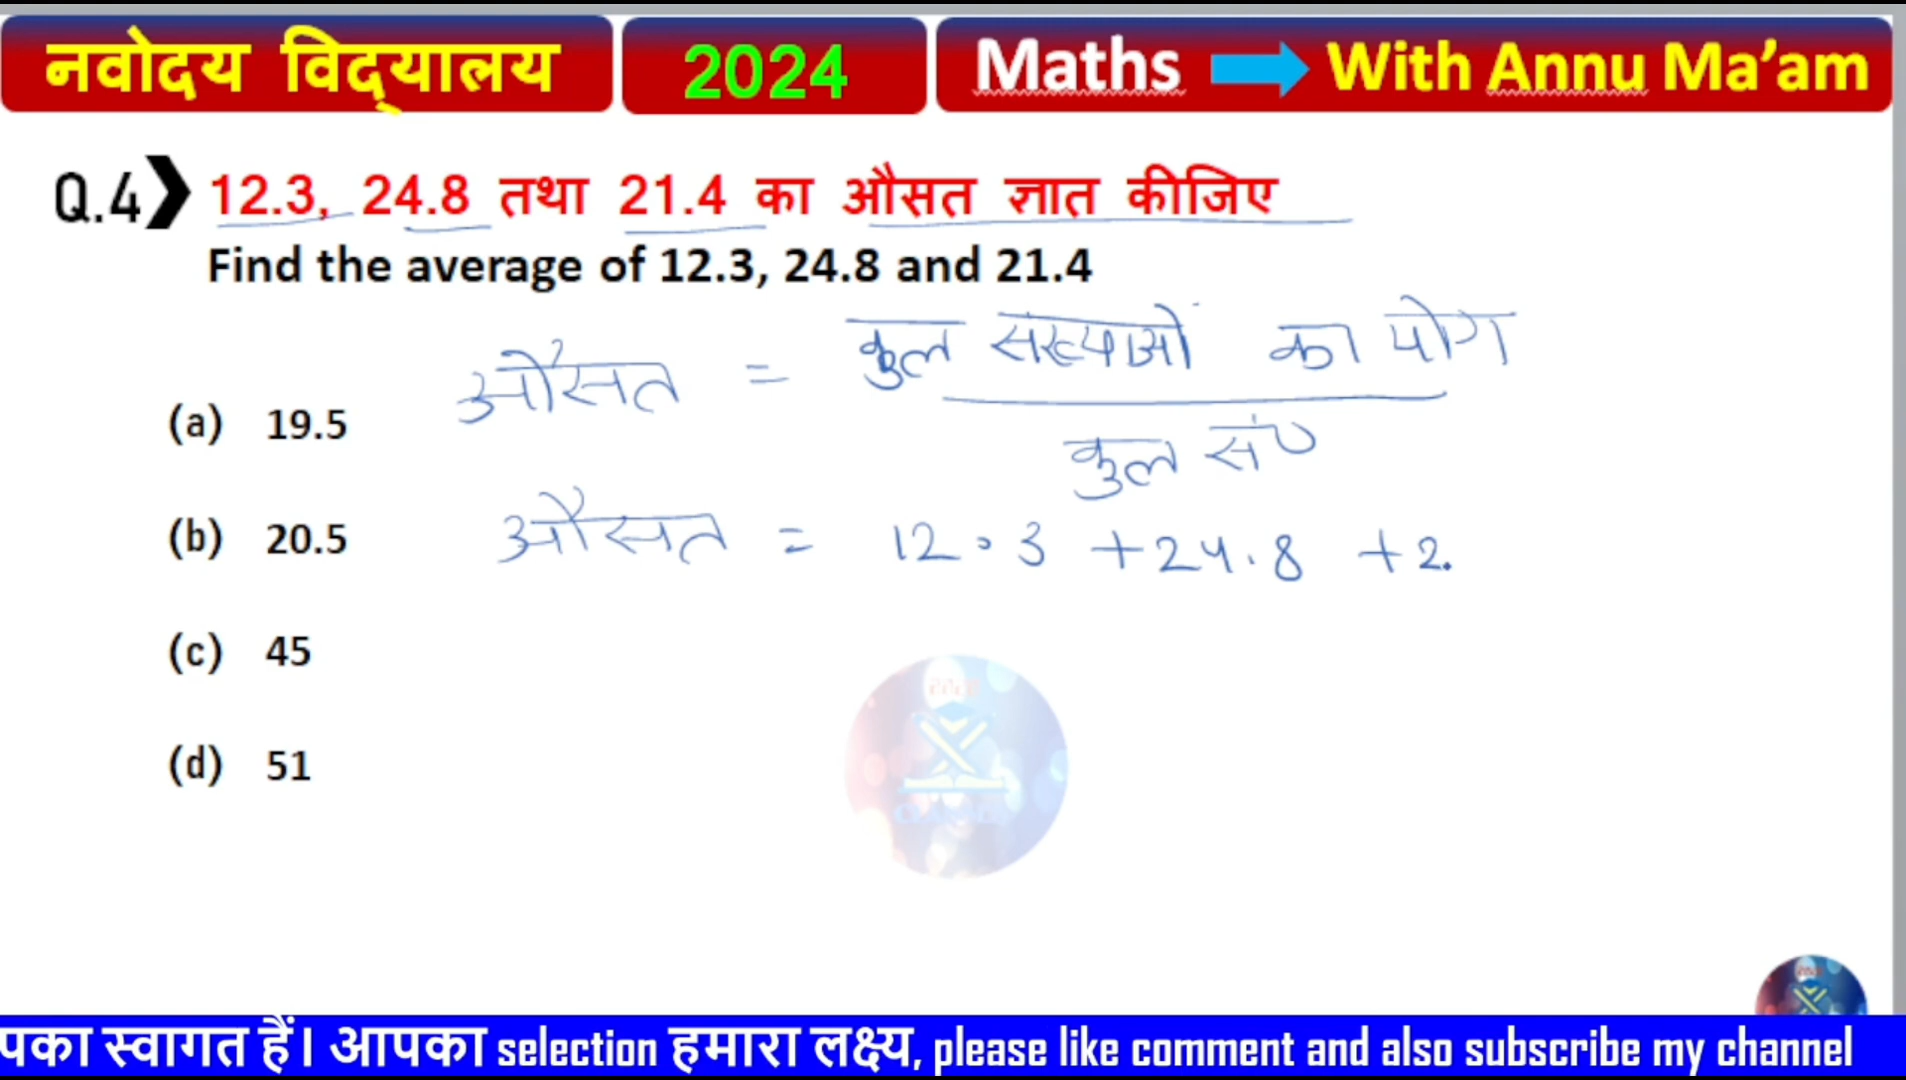 नवोदय विद्यालय 2024 Maths With Annu Ma’am
Q.4 12.3, 24.8 तथा 21.4 का औसत ज्ञात कीजिए
Find the average of 12.3, 24.8 and 21.4
औसत = कुल संख्याओं का योग
कुल सं०
(a) 19.5
औसत = 12.3 +24.8 +2.
(b) 20.5
(c) 45
(d) 51
पका स्वागत हैं। आपका selection हमारा लक्ष्य, please like comment and also subscribe my channel